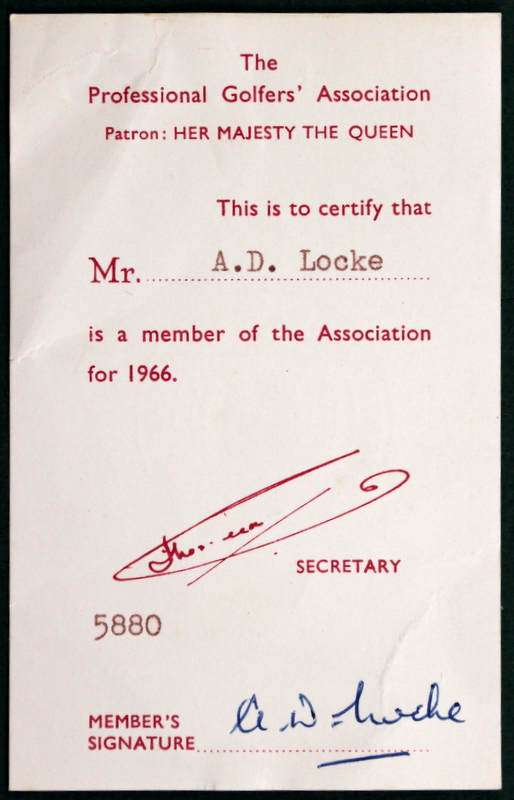 The
Professional Golfers' Association
Patron: HER MAJESTY THE QUEEN
This is to certify that
Mr. A.D. Locke
is a member of the Association
for 1966.
SECRETARY
5880
MEMBER'S
SIGNATURE A. D. Locke